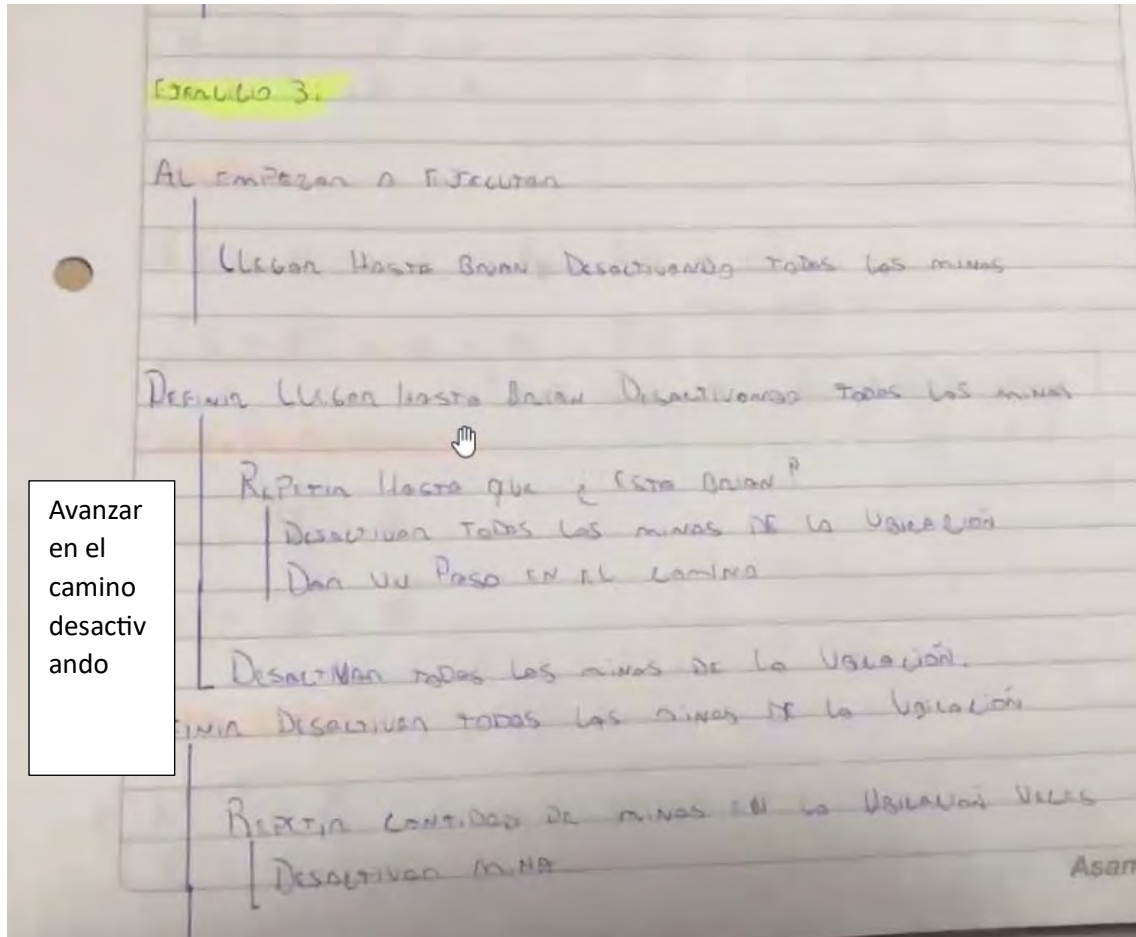 EJERCICIO 3:
AL EMPEZAR A EJECUTAR
LLEGAR HASTA BRIAN DESACTIVANDO TODAS LAS MINAS
DEFINIR LLEGAR HASTA BRIAN DESACTIVANDO TODAS LAS MINAS
REPETIR HASTA QUE ¿ESTA BRIAN?
DESACTIVAR TODAS LAS MINAS DE LA UBICACIÓN
DAR UN PASO EN EL CAMINO
DESACTIVAR TODAS LAS MINAS DE LA UBICACIÓN.
Avanzar
en el
camino
desactiv
ando
INIR DESACTIVAR TODAS LAS MINAS DE LA UBICACIÓN
REPETIR CANTIDAD DE MINAS EN LA UBICACIÓN VECES
DESACTIVAR MINA
Asam